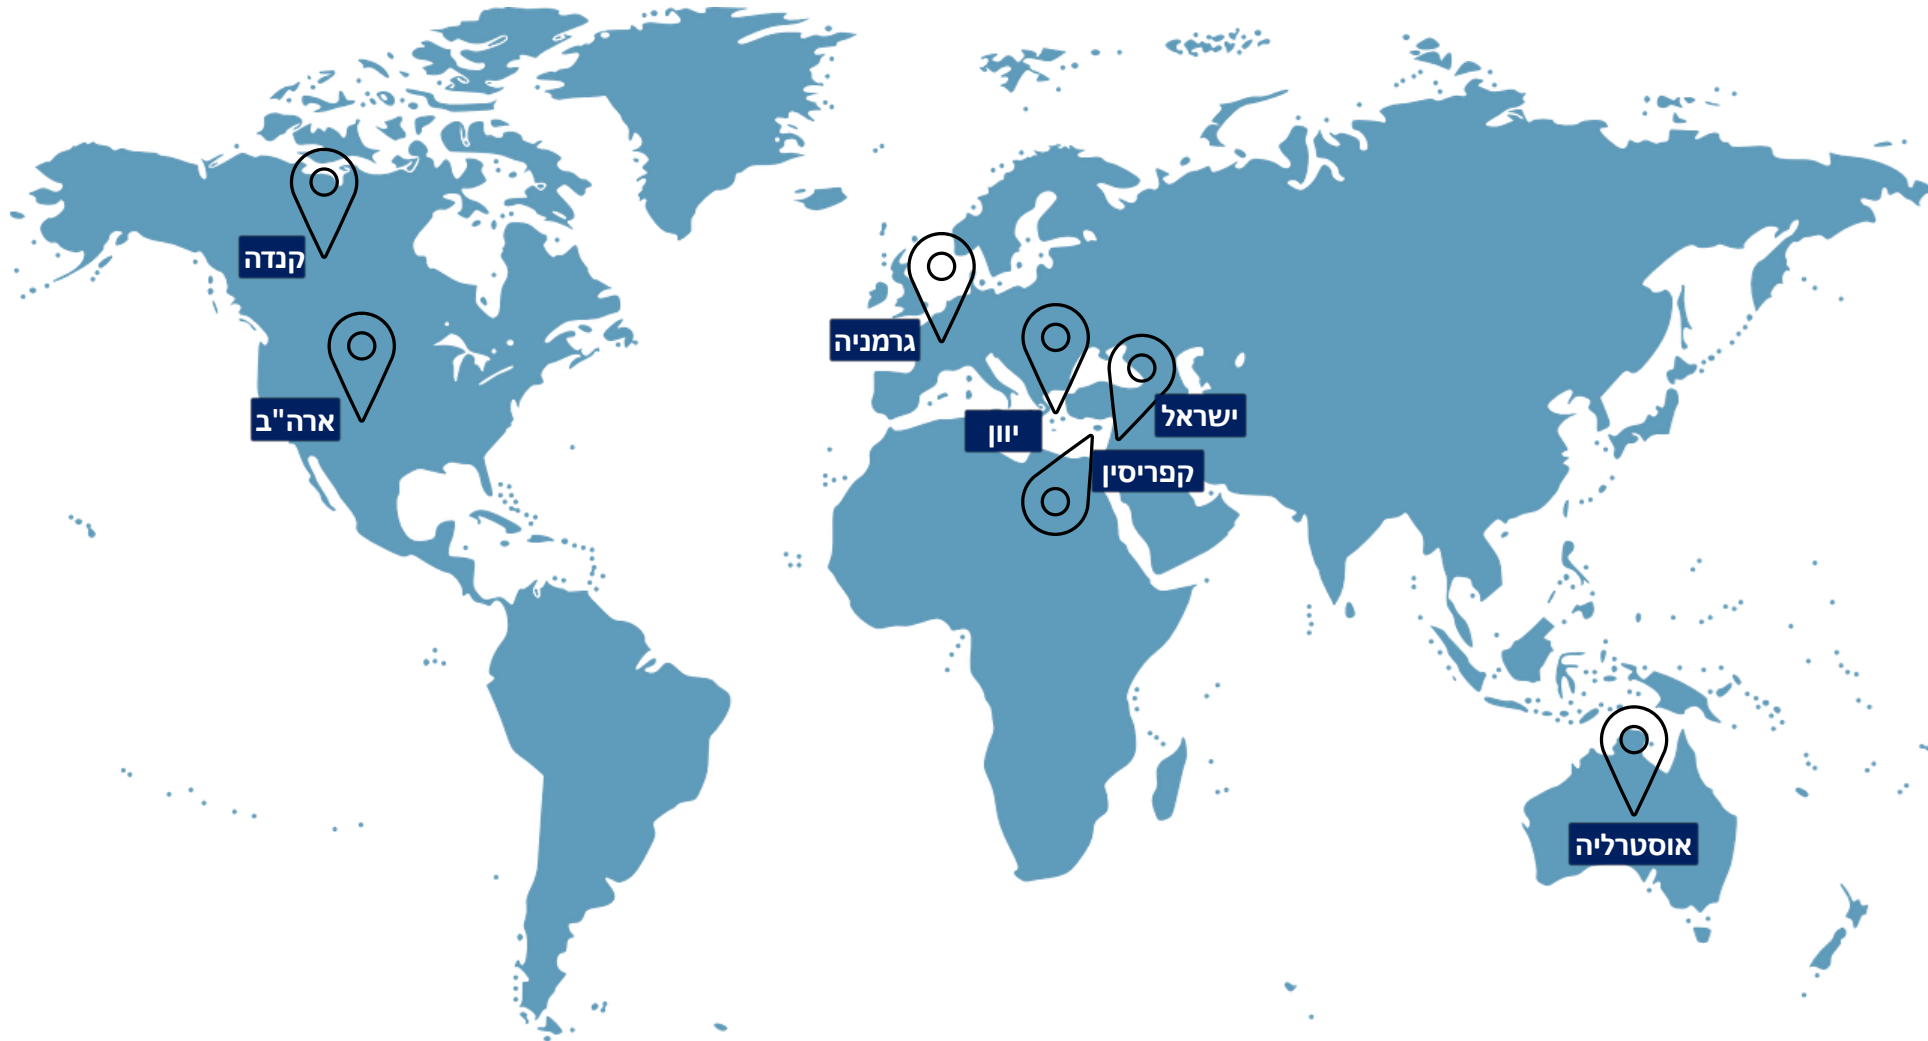 קנדה
ארה"ב
גרמניה
יוון
ישראל
קפריסין
אוסטרליה